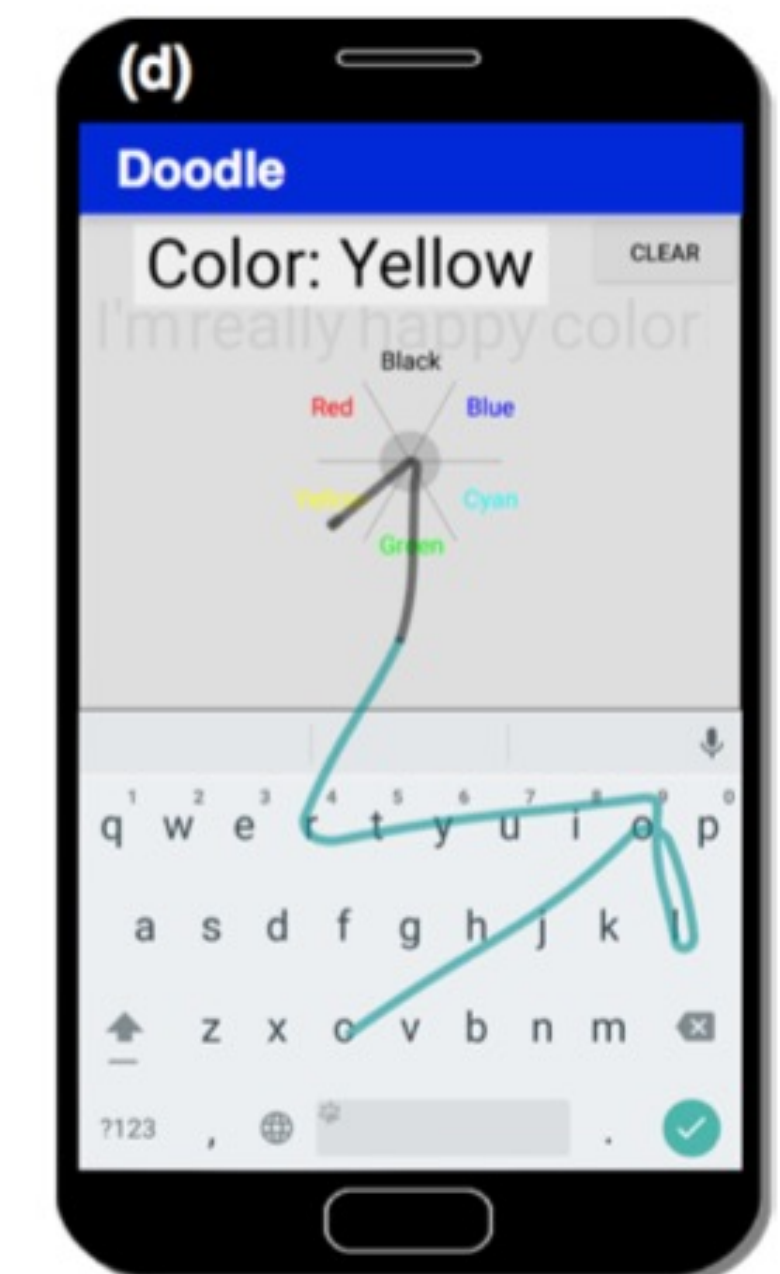 (d)
Doodle
Color: Yellow
CLEAR
I'm really happy color
Black
Red
Blue
Yellow
Cyan
Green
1 2 3 4 5 6 7 8 9 0
q w e r t y u i o p
a s d f g h j k l
z x c v b n m
?123 , .